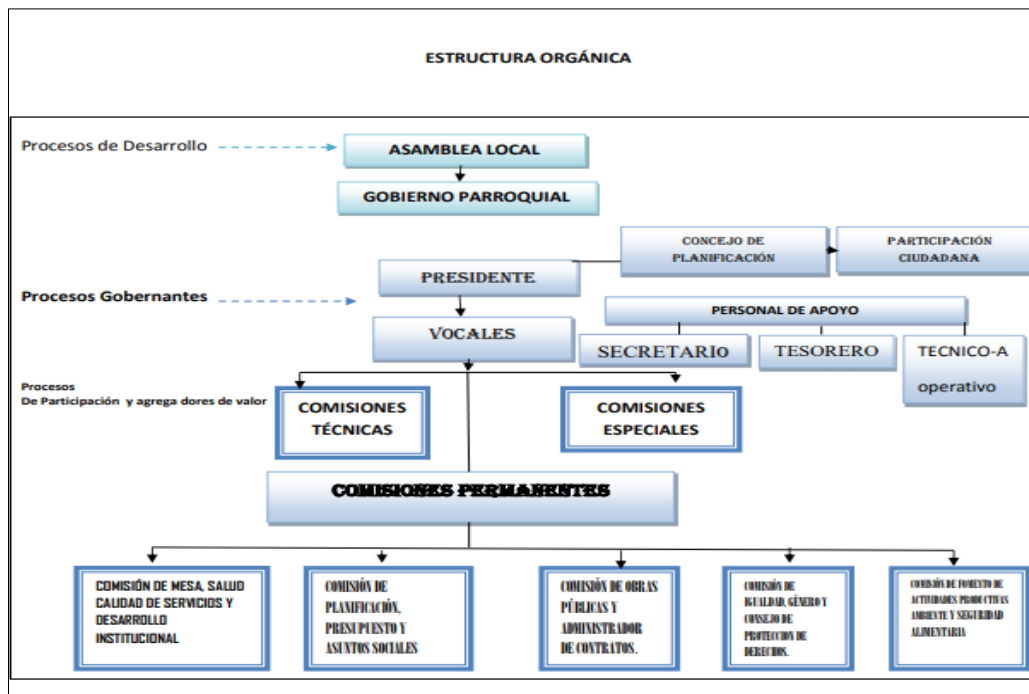 ESTRUCTURA ORGÁNICA
Procesos de Desarrollo
ASAMBLEA LOCAL
GOBIERNO PARROQUIAL
CONCEJO DE
PLANIFICACIÓN
PARTICIPACIÓN
CIUDADANA
PRESIDENTE
Procesos Gobernantes
PERSONAL DE APOYO
VOCALES
SECRETARIO
TESORERO
TECNICO-A
operativo
Procesos
De Participación y agrega dores de valor
COMISIONES
TÉCNICAS
COMISIONES
ESPECIALES
COMISIONES PERMANENTES
COMISIÓN DE MESA, SALUD
CALIDAD DE SERVICIOS Y
DESARROLLO
INSTITUCIONAL
COMISIÓN DE
PLANIFICACIÓN,
PRESUPUESTO Y
ASUNTOS SOCIALES
COMISIÓN DE OBRAS
PÚBLICAS Y
ADMINISTRADOR
DE CONTRATOS.
COMISIÓN DE
IGUALDAD, GÉNERO Y
CONSEJO DE
PROTECCION DE
DERECHOS.
COMISIÓN DE FOMENTO DE
ACTIVIDADES PRODUCTIVAS
AMBIENTE Y SEGURIDAD
ALIMENTARIA